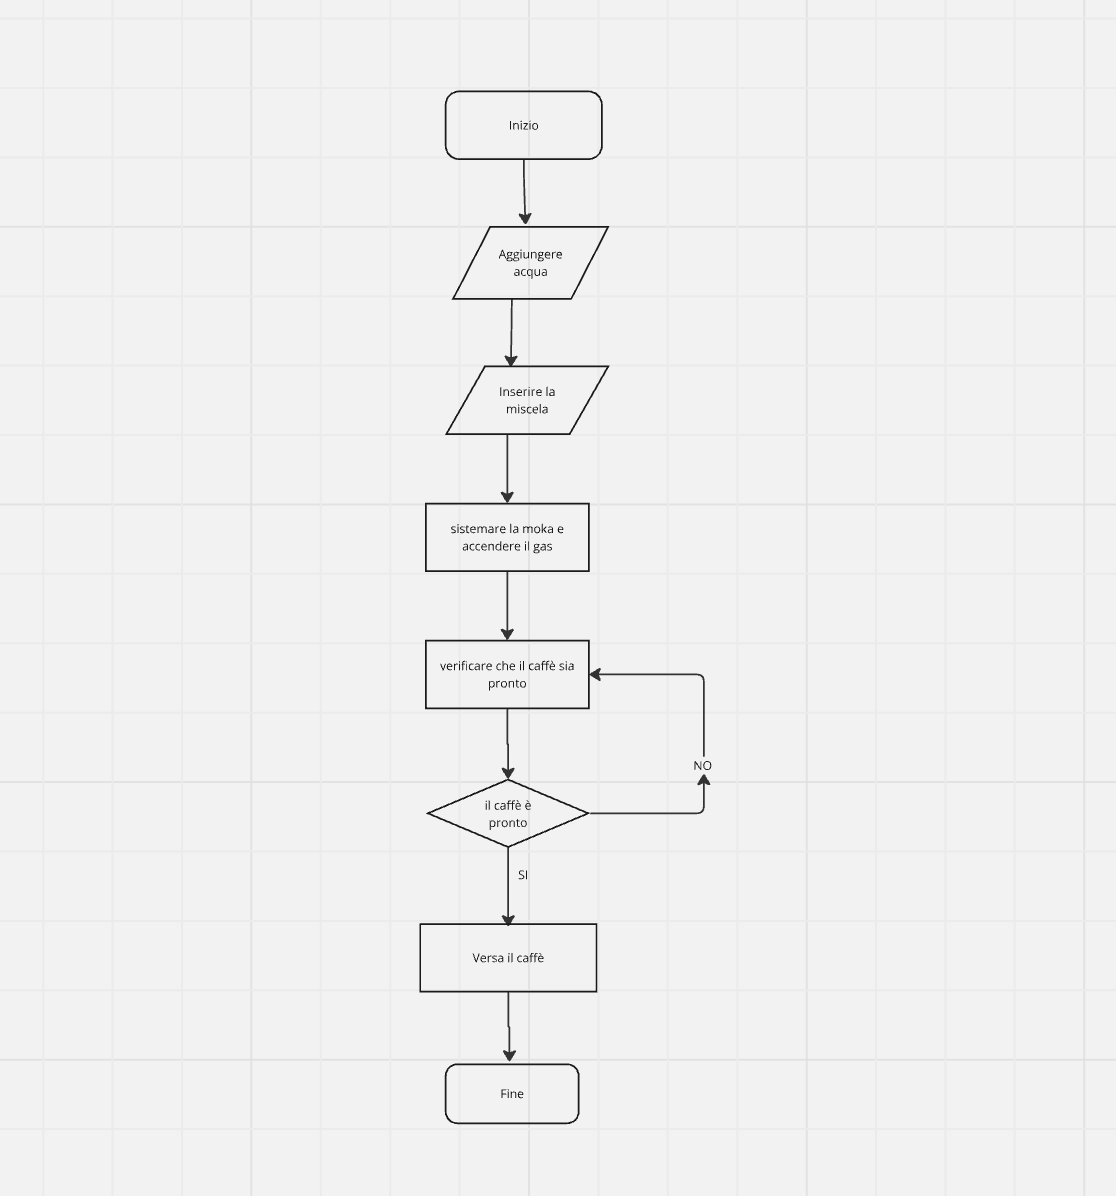 Inizio
Aggiungere
acqua
Inserire la
miscela
sistemare la moka e
accendere il gas
verificare che il caffè sia
pronto
NO
il caffè è
pronto
SI
Versa il caffè
Fine